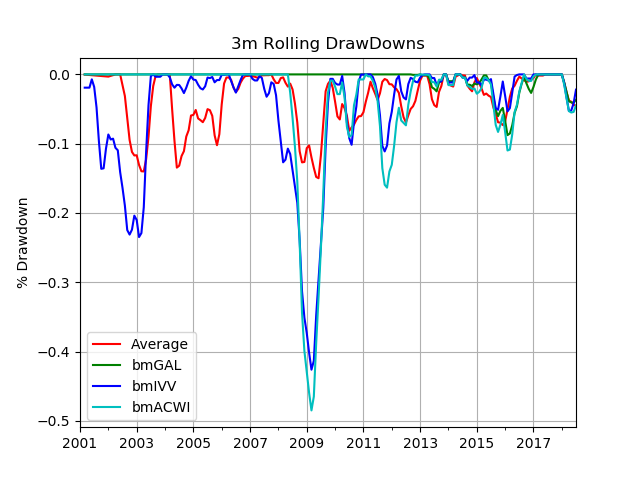 3m Rolling DrawDowns
0.0
−0.1
−0.2
−0.3
−0.4
−0.5
% Drawdown
Average
bmGAL
bmIVV
bmACWI
2001 2003 2005 2007 2009 2011 2013 2015 2017